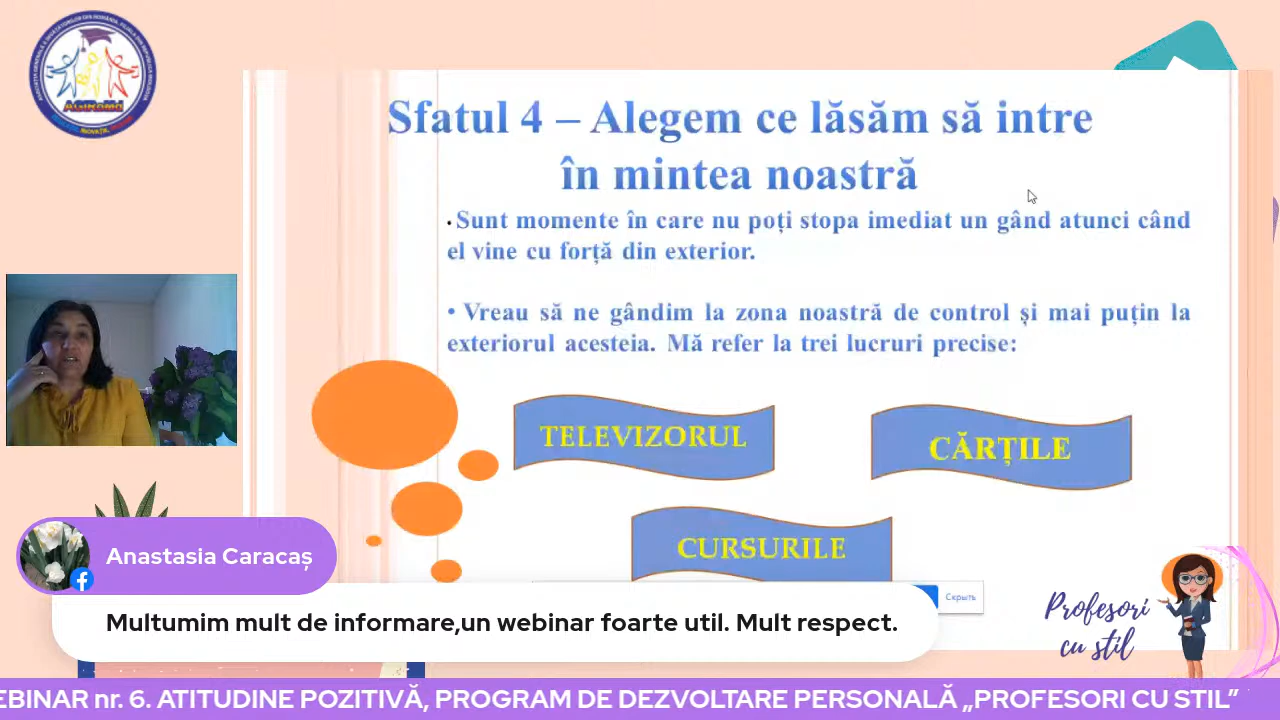 Sfatul 4 – Alegem ce lăsăm să intre
în mintea noastră
• Sunt momente în care nu poți stopa imediat un gând atunci când
el vine cu forță din exterior.
• Vreau să ne gândim la zona noastră de control și mai puțin la
exteriorul acesteia. Mă refer la trei lucruri precise:
TELEVIZORUL
CĂRȚILE
CURSURILE
Скрыть
Anastasia Caracaș
Multumim mult de informare,un webinar foarte util. Mult respect.
Profesori
cu stil
EBINAR nr. 6. ATITUDINE POZITIVĂ, PROGRAM DE DEZVOLTARE PERSONALĂ „PROFESORI CU STIL”